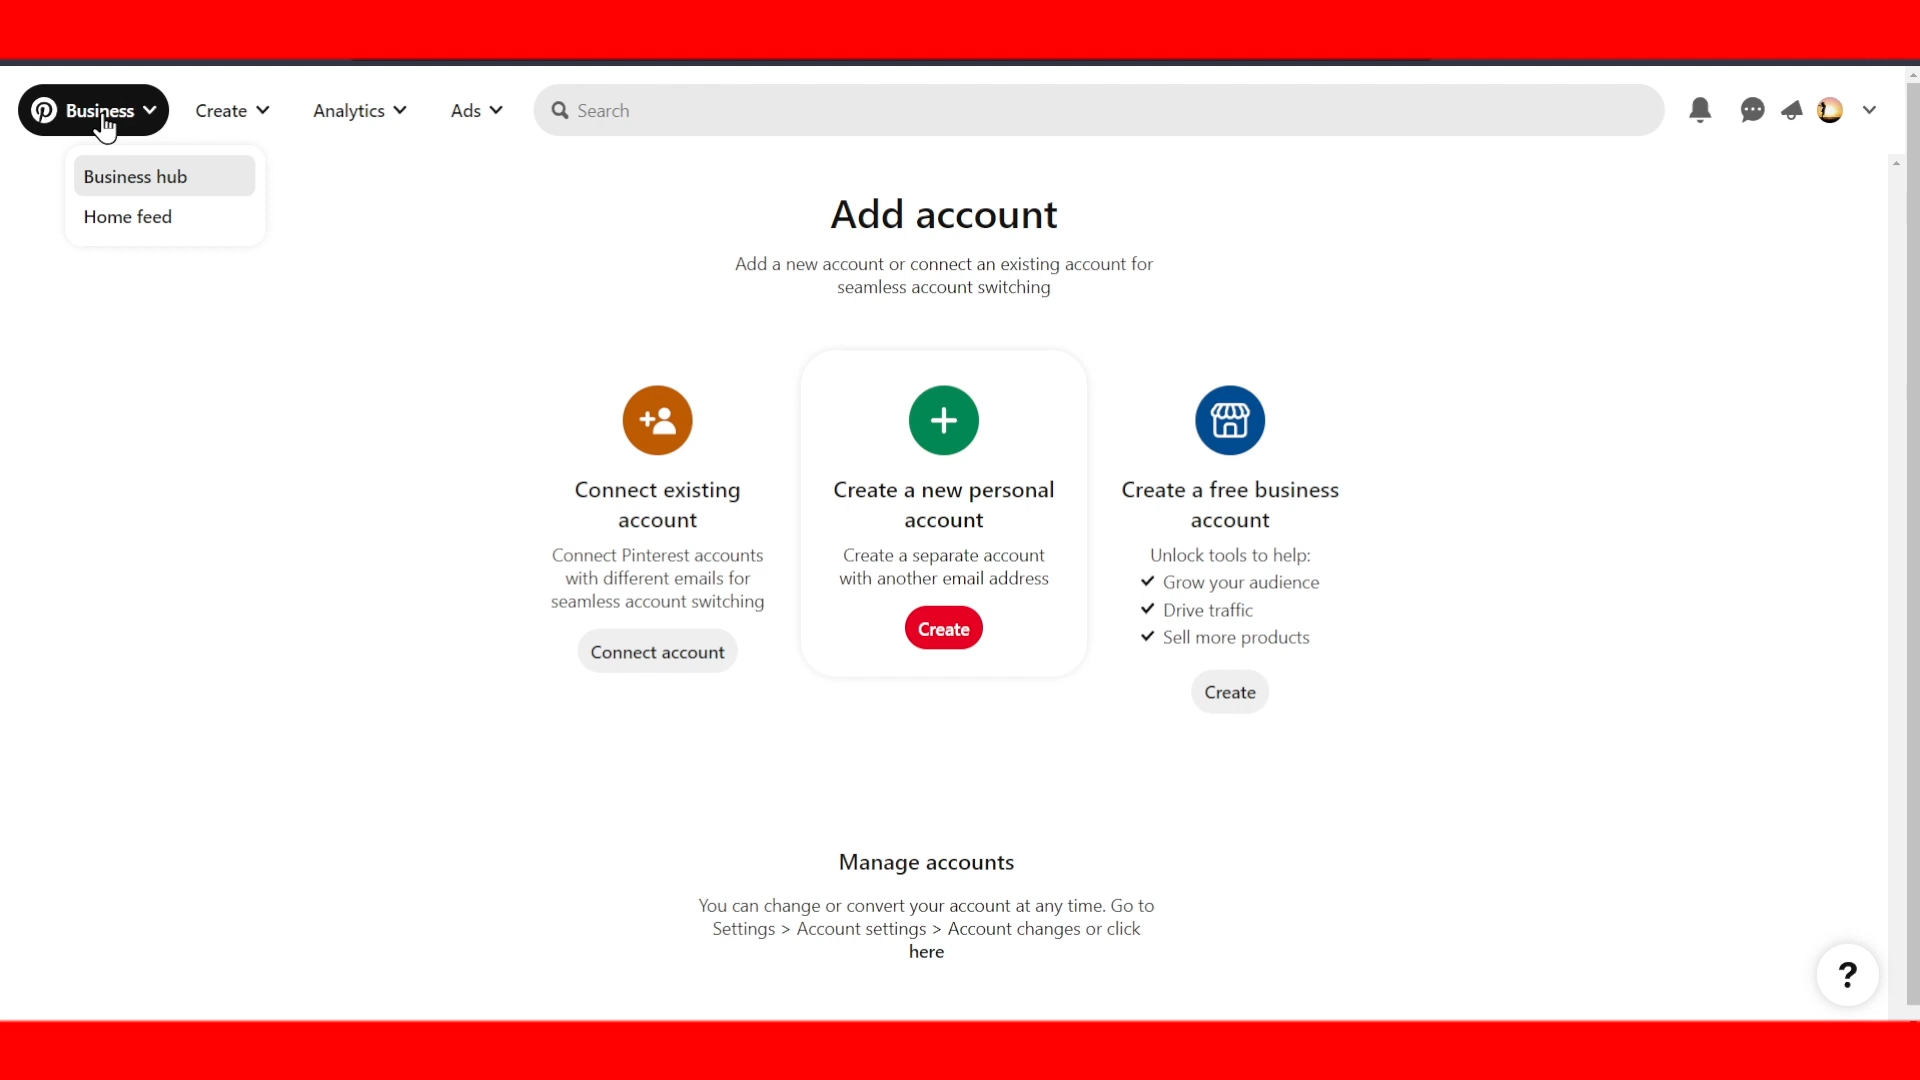 Business
Create
Analytics
Ads
Search
Business hub
Home feed
Add account
Add a new account or connect an existing account for
seamless account switching
Connect existing
account
Connect Pinterest accounts
with different emails for
seamless account switching
Connect account
Create a new personal
account
Create a separate account
with another email address
Create
Create a free business
account
Unlock tools to help:
Grow your audience
Drive traffic
Sell more products
Create
Manage accounts
You can change or convert your account at any time. Go to
Settings > Account settings > Account changes or click
here
?